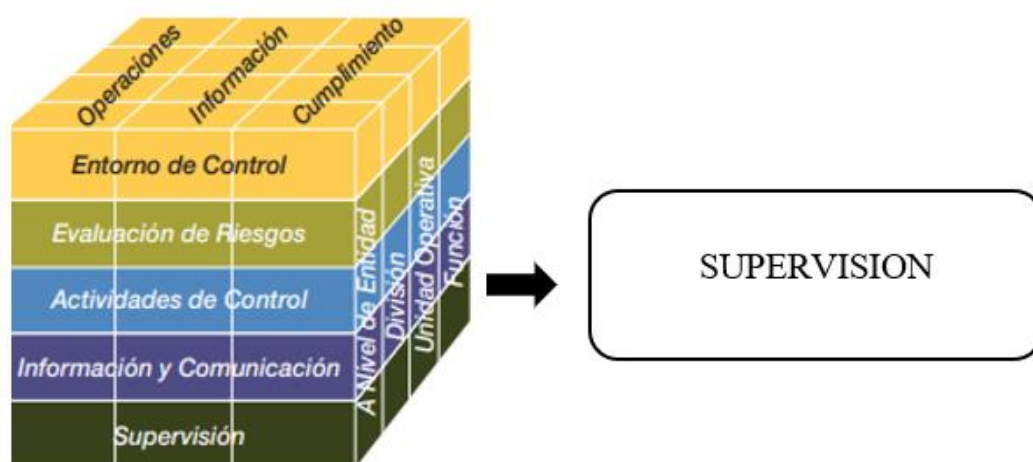 Operaciones
Información
Cumplimiento
Entorno de Control
Evaluación de Riesgos
Actividades de Control
Información y Comunicación
Supervisión
A Nivel de Entidad
División
Unidad Operativa
Función
SUPERVISION